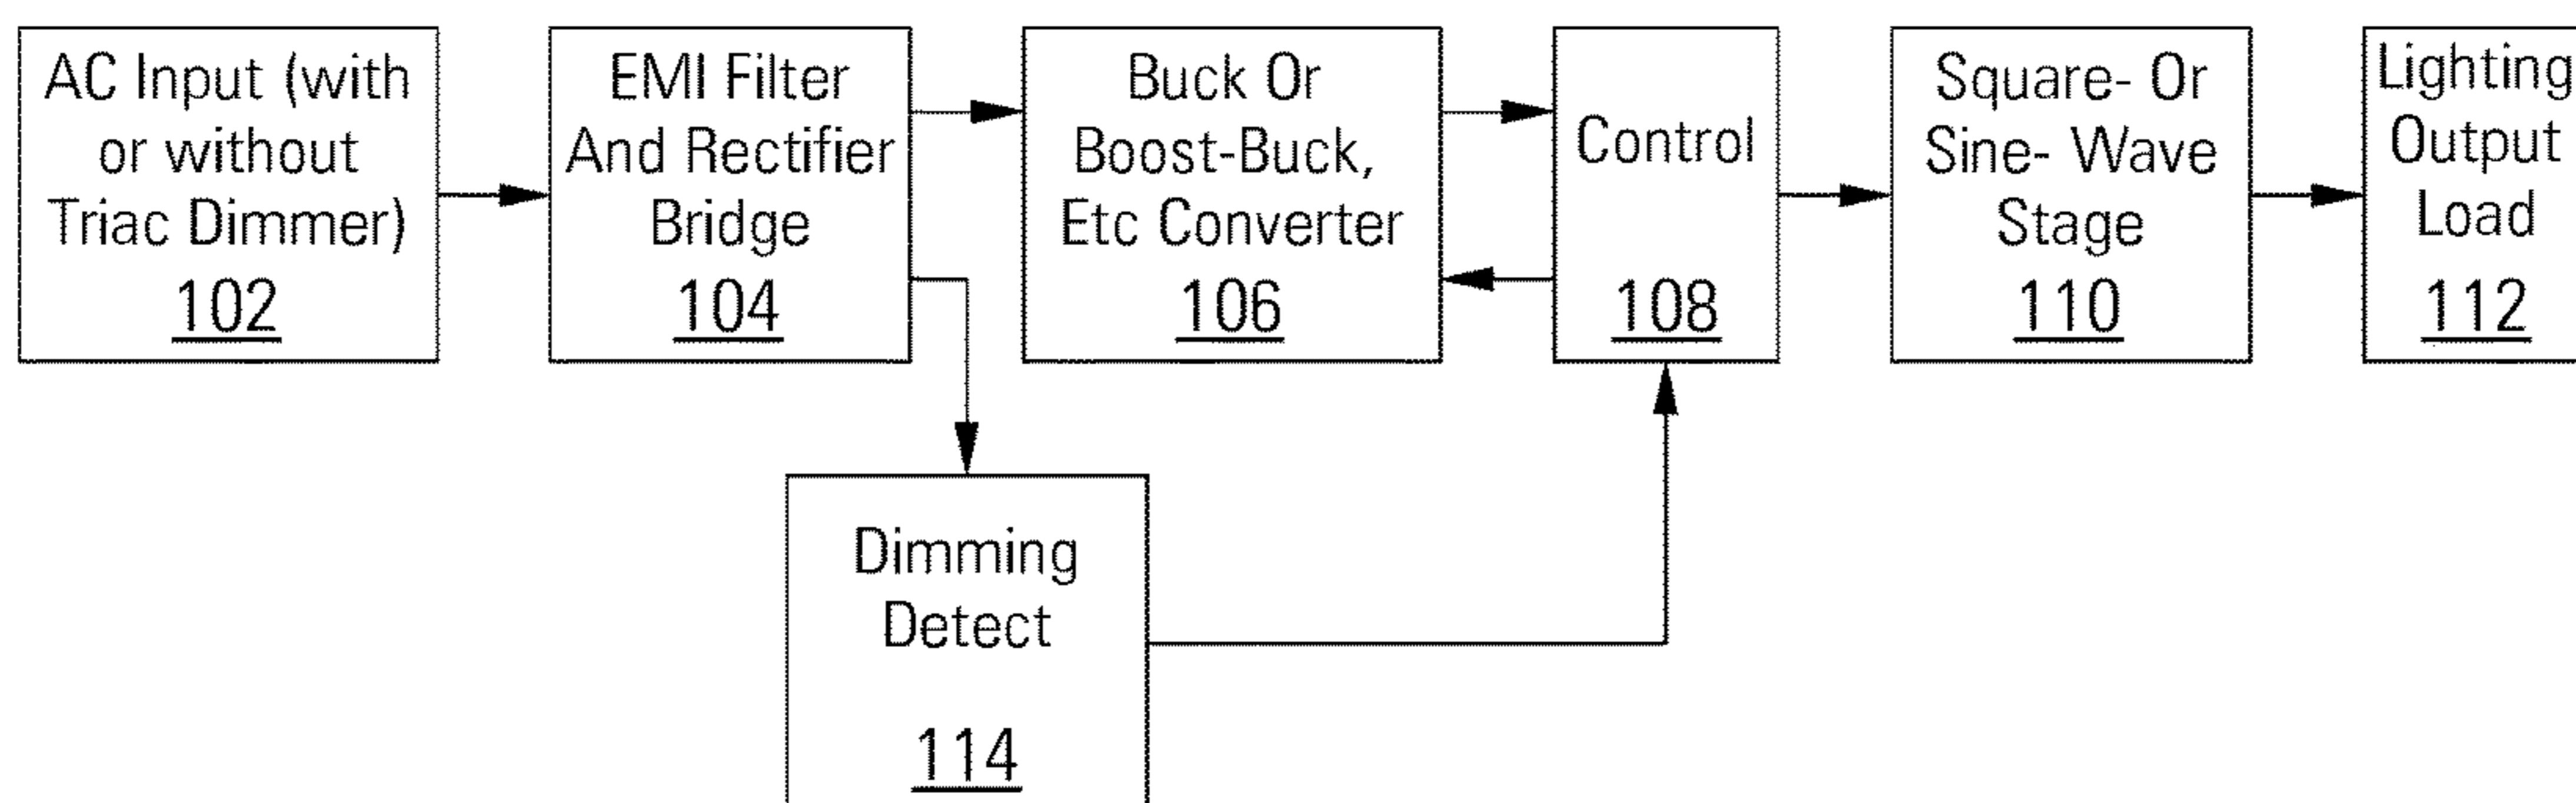 AC Input (with
or without
Triac Dimmer)
102
EMI Filter
And Rectifier
Bridge
104
Buck Or
Boost-Buck,
Etc Converter
106
Control
108
Square- Or
Sine- Wave
Stage
110
Lighting
Output
Load
112
Dimming
Detect
114